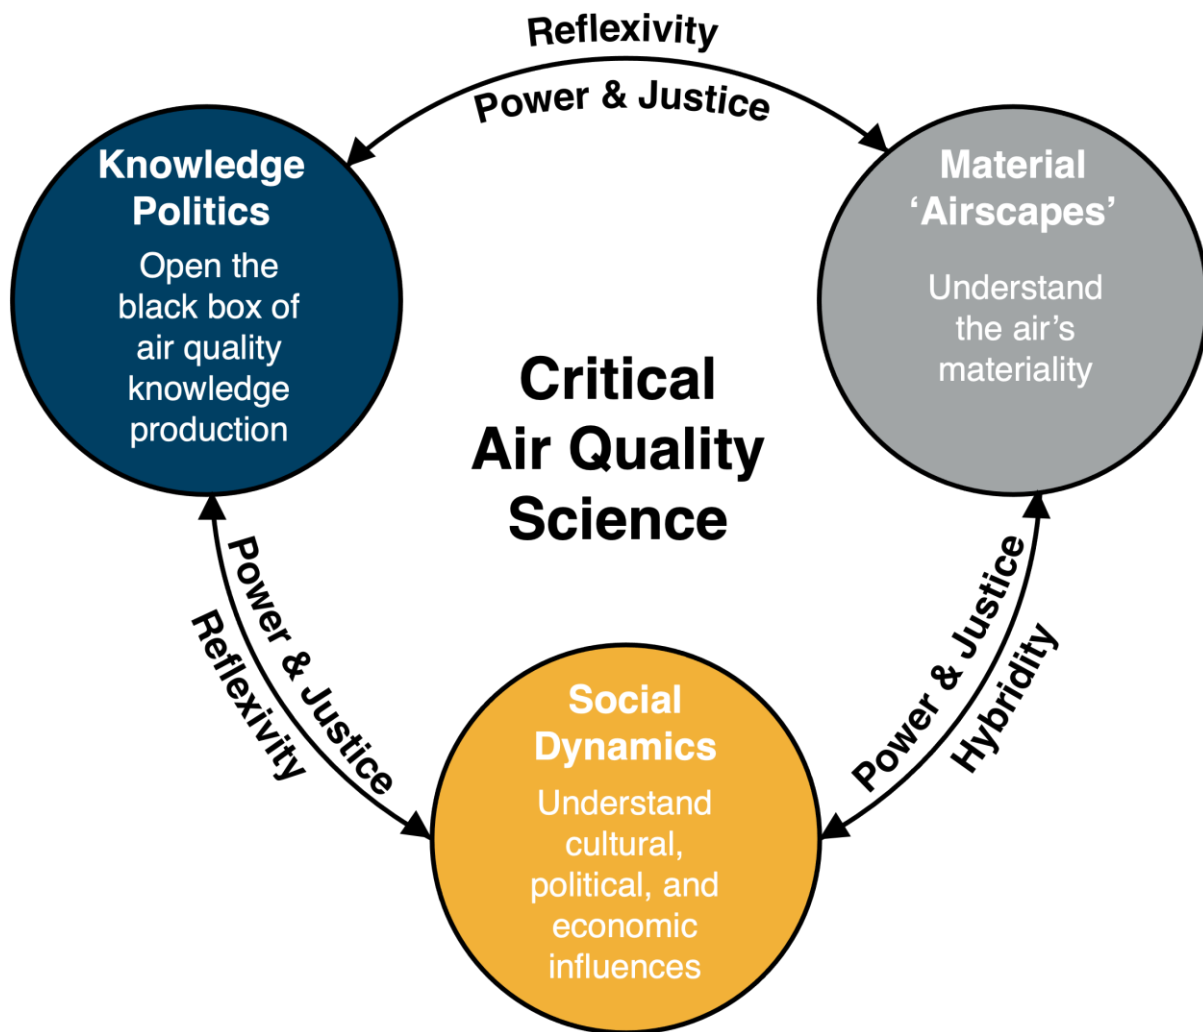 Reflexivity
Power & Justice
Knowledge
Politics
Open the
black box of
air quality
knowledge
production
Material
‘Airscapes’
Understand
the air’s
materiality
Critical
Air Quality
Science
Power & Justice
Reflexivity
Power & Justice
Hybridity
Social
Dynamics
Understand
cultural,
political, and
economic
influences